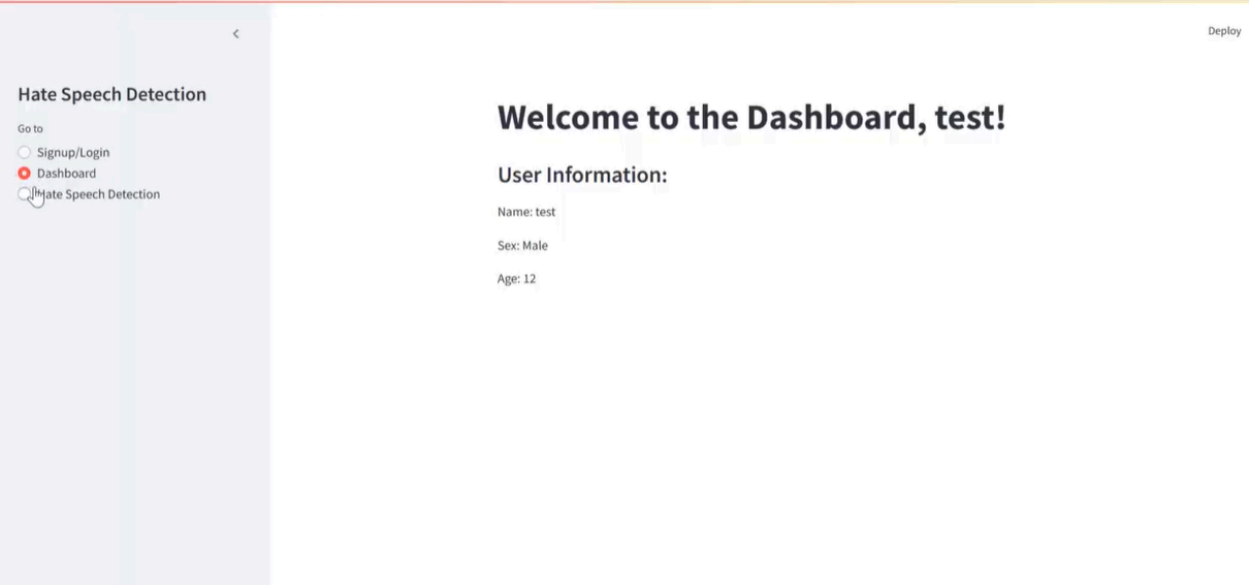 Deploy
Hate Speech Detection
Go to
Signup/Login
Dashboard
Hate Speech Detection
Welcome to the Dashboard, test!
User Information:
Name: test
Sex: Male
Age: 12